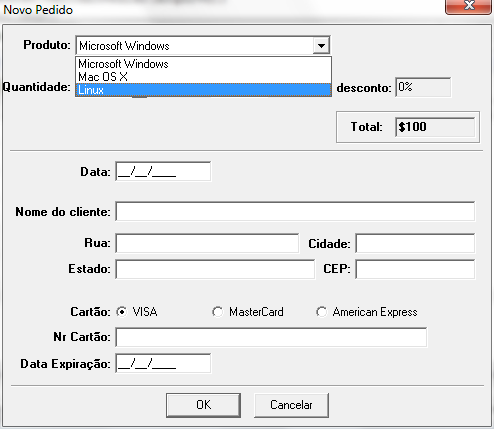 Novo Pedido
Produto: Microsoft Windows
Microsoft Windows
Mac OS X
Quantidade: desconto: 0%
Linux
Total: $100
Data: __/__/____
Nome do cliente:
Rua: Cidade:
Estado: CEP:
Cartão: VISA MasterCard American Express
Nr Cartão:
Data Expiração: __/__/____
OK Cancelar